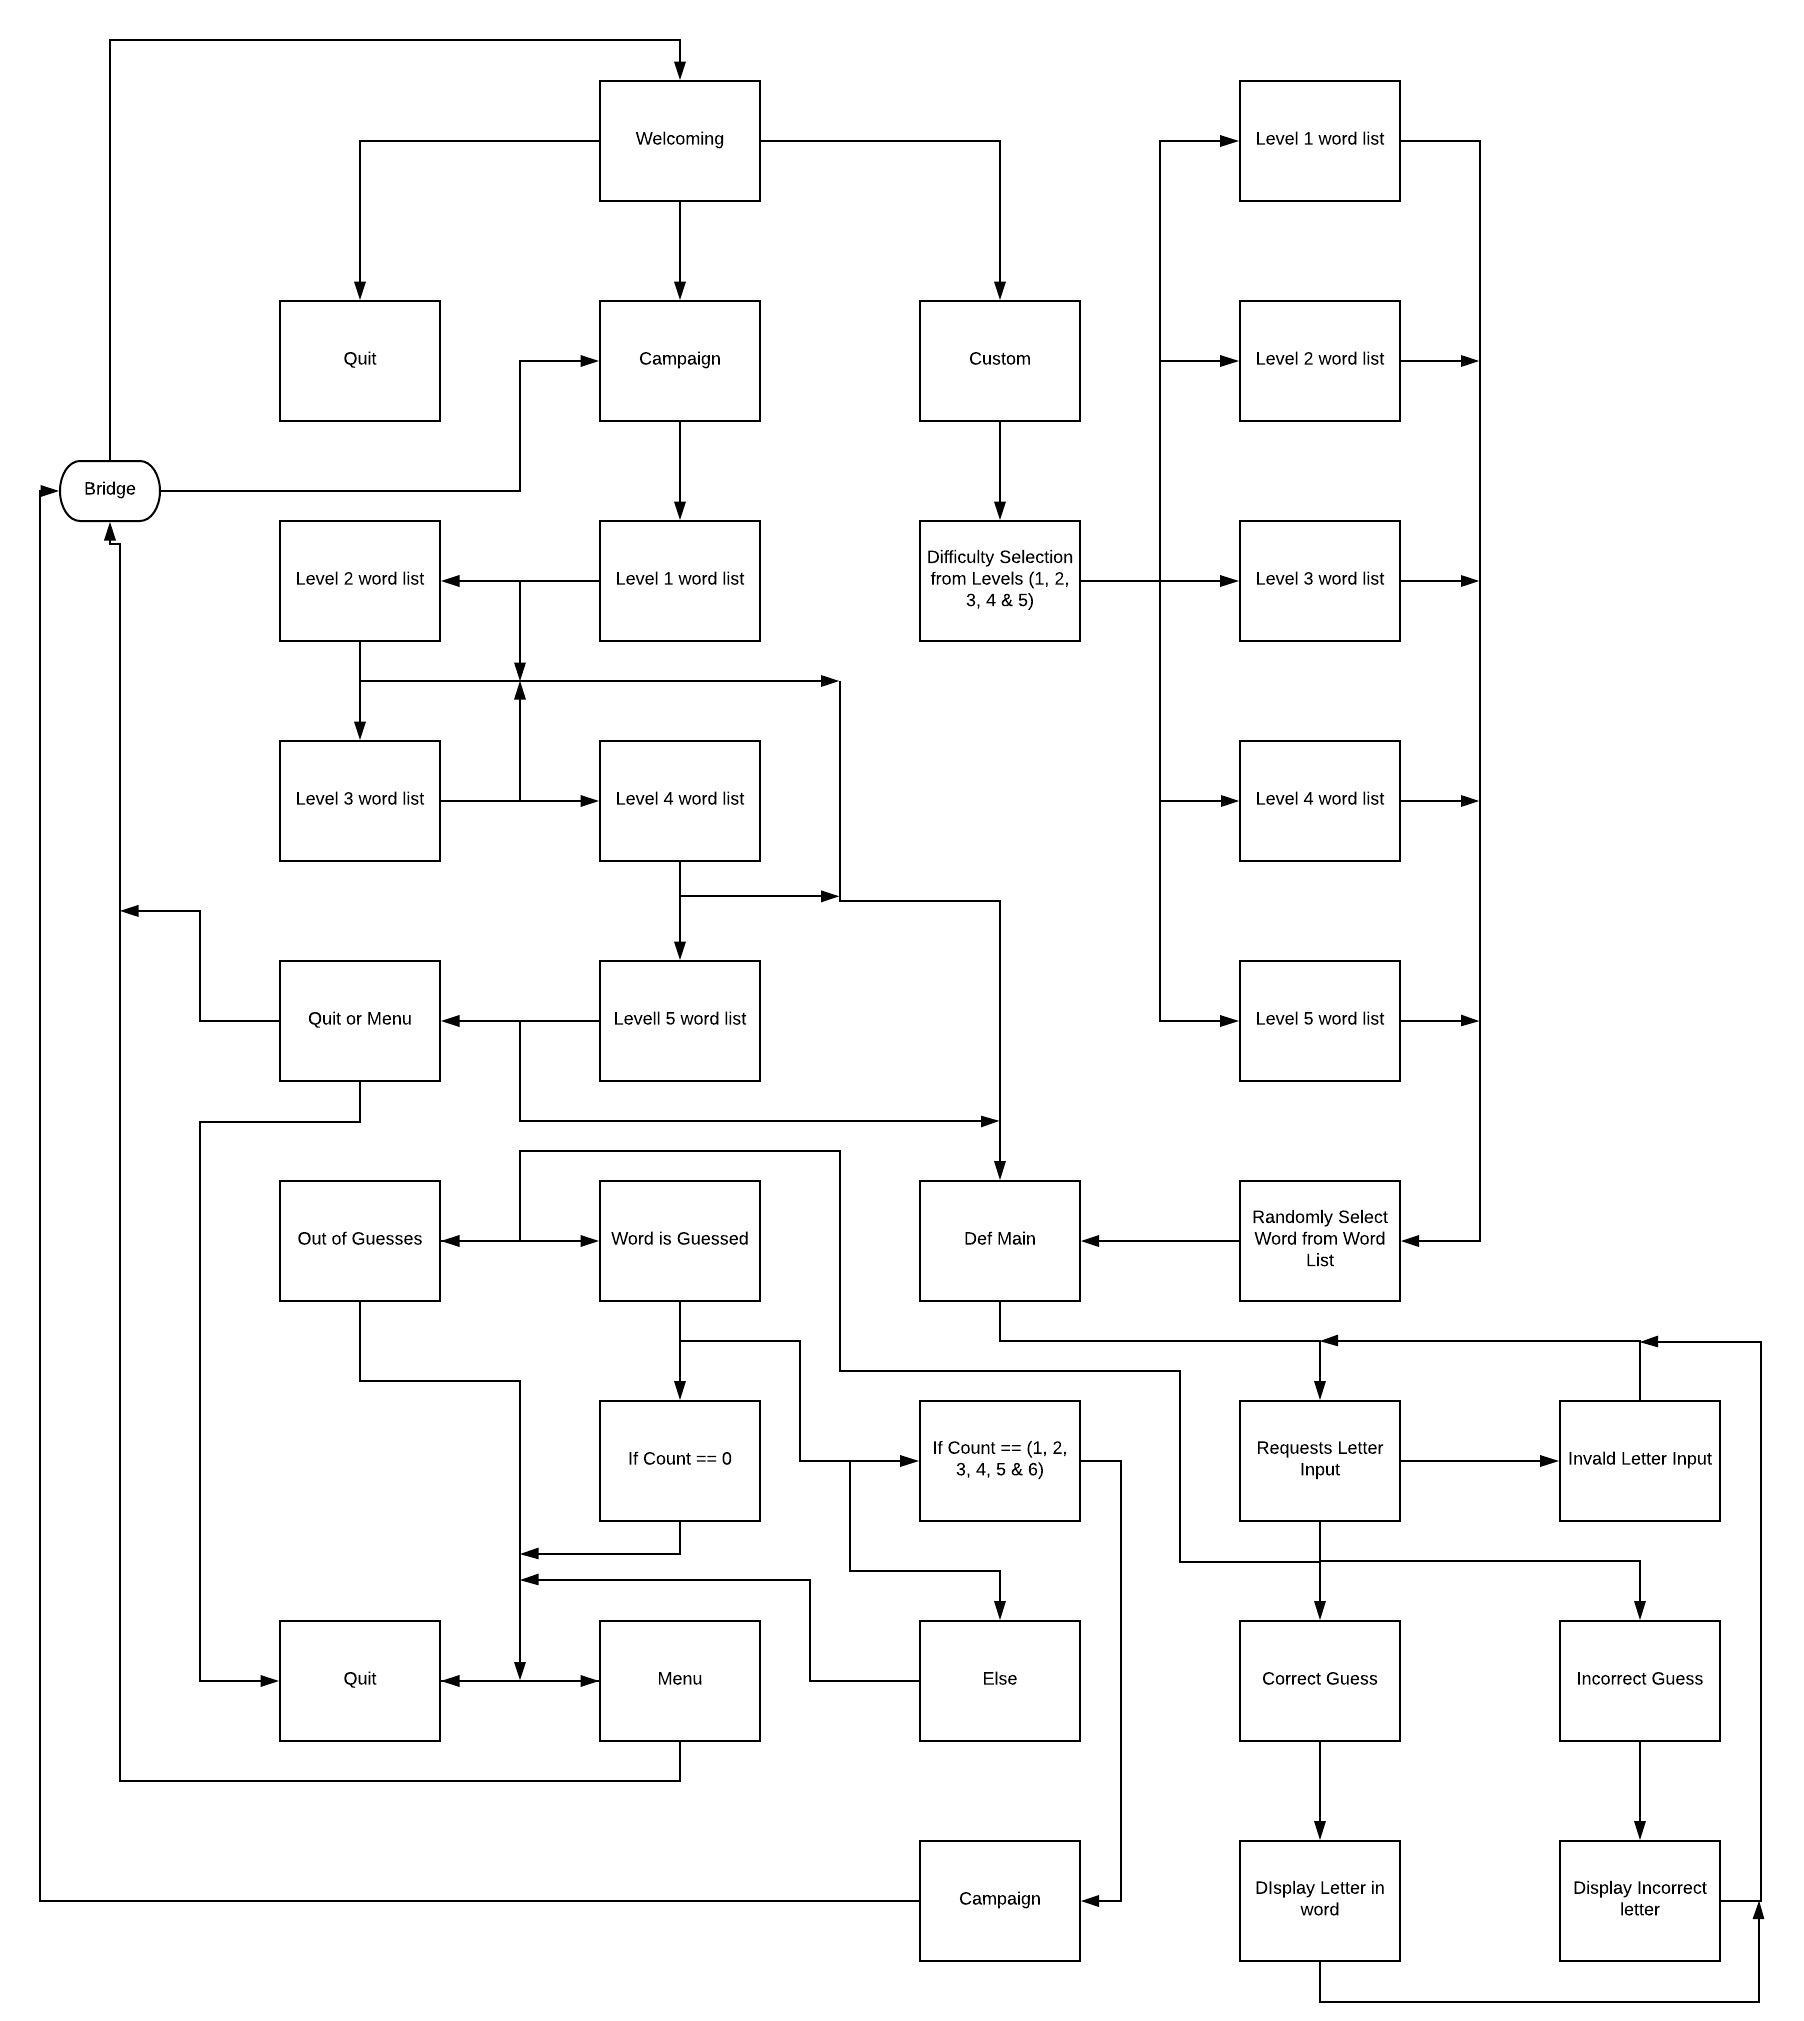 Welcoming
Level 1 word list
Quit
Campaign
Custom
Level 2 word list
Bridge
Level 2 word list
Level 1 word list
Difficulty Selection
from Levels (1, 2,
3, 4 & 5)
Level 3 word list
Level 3 word list
Level 4 word list
Level 4 word list
Quit or Menu
Levell 5 word list
Level 5 word list
Out of Guesses
Word is Guessed
Def Main
Randomly Select
Word from Word
List
If Count == 0
If Count == (1, 2,
3, 4, 5 & 6)
Requests Letter
Input
Invald Letter Input
Quit
Menu
Else
Correct Guess
Incorrect Guess
Campaign
DIsplay Letter in
word
Display Incorrect
letter